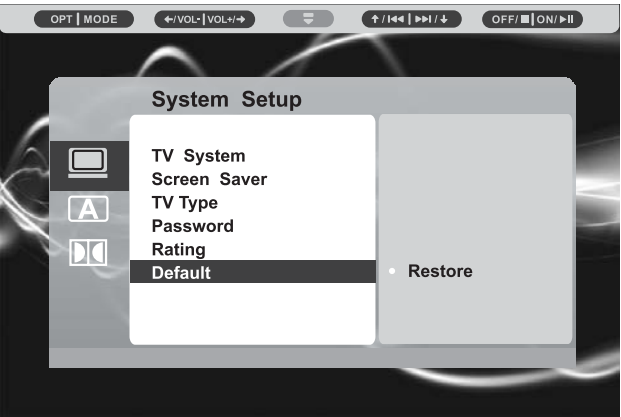 OPT | MODE
←/VOL- | VOL+/→
↑/I◀◀ | ▶▶I/↓
OFF/■ | ON/▶II
System Setup
TV System
Screen Saver
TV Type
Password
Rating
Default
• Restore
A